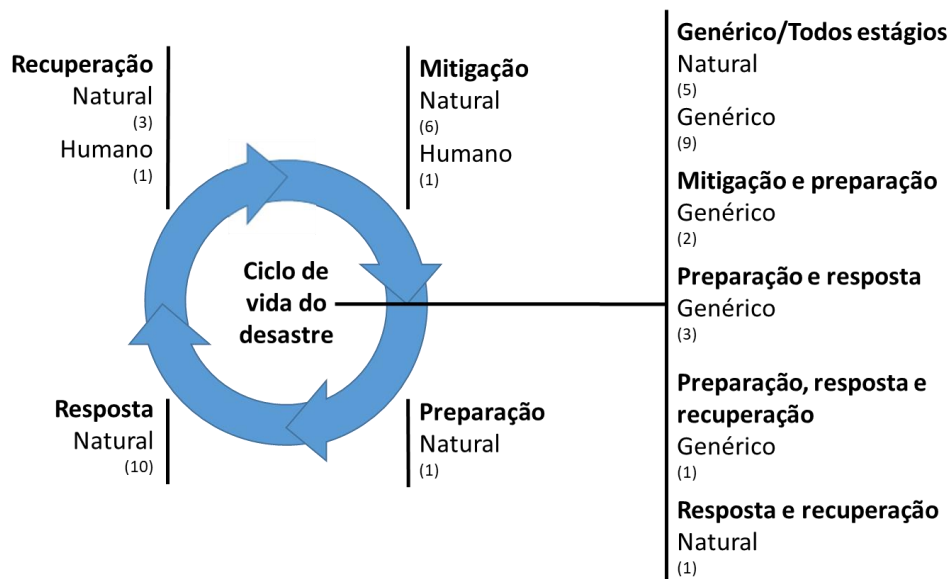 Recuperação
Natural
(3)
Humano
(1)
Mitigação
Natural
(6)
Humano
(1)
Ciclo de
vida do
desastre
Resposta
Natural
(10)
Preparação
Natural
(1)
Genérico/Todos estágios
Natural
(5)
Genérico
(9)
Mitigação e preparação
Genérico
(2)
Preparação e resposta
Genérico
(3)
Preparação, resposta e
recuperação
Genérico
(1)
Resposta e recuperação
Natural
(1)